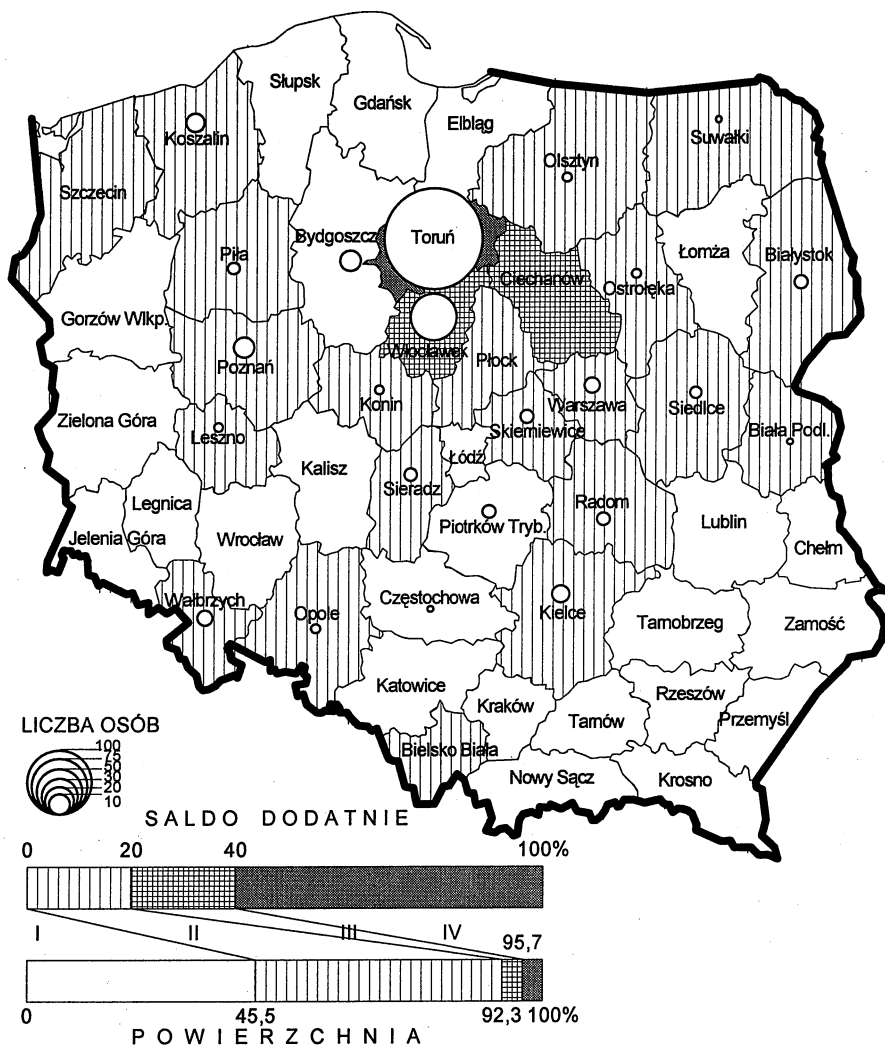 Słupsk
Gdańsk
Elbląg
Koszalin
Suwałki
Olsztyn
Szczecin
Bydgoszcz
Toruń
Łomża
Białystok
Piła
Ciechanów
Ostrołęka
Gorzów Wlkp.
Włocławek
Płock
Poznań
Konin
Warszawa
Siedlce
Zielona Góra
Leszno
Skierniewice
Biała Podl.
Kalisz
Łódź
Sieradz
Legnica
Radom
Piotrków Tryb.
Lublin
Jelenia Góra
Wrocław
Chełm
Wałbrzych
Opole
Częstochowa
Kielce
Tarnobrzeg
Zamość
Katowice
Kraków
Rzeszów
Tarnów
Przemyśl
Bielsko Biała
Nowy Sącz
Krosno
LICZBA OSÓB
100
75
50
30
20
10
SALDO DODATNIE
0 20 40 100%
I II III IV
95,7
0 45,5 92,3 100%
POWIERZCHNIA